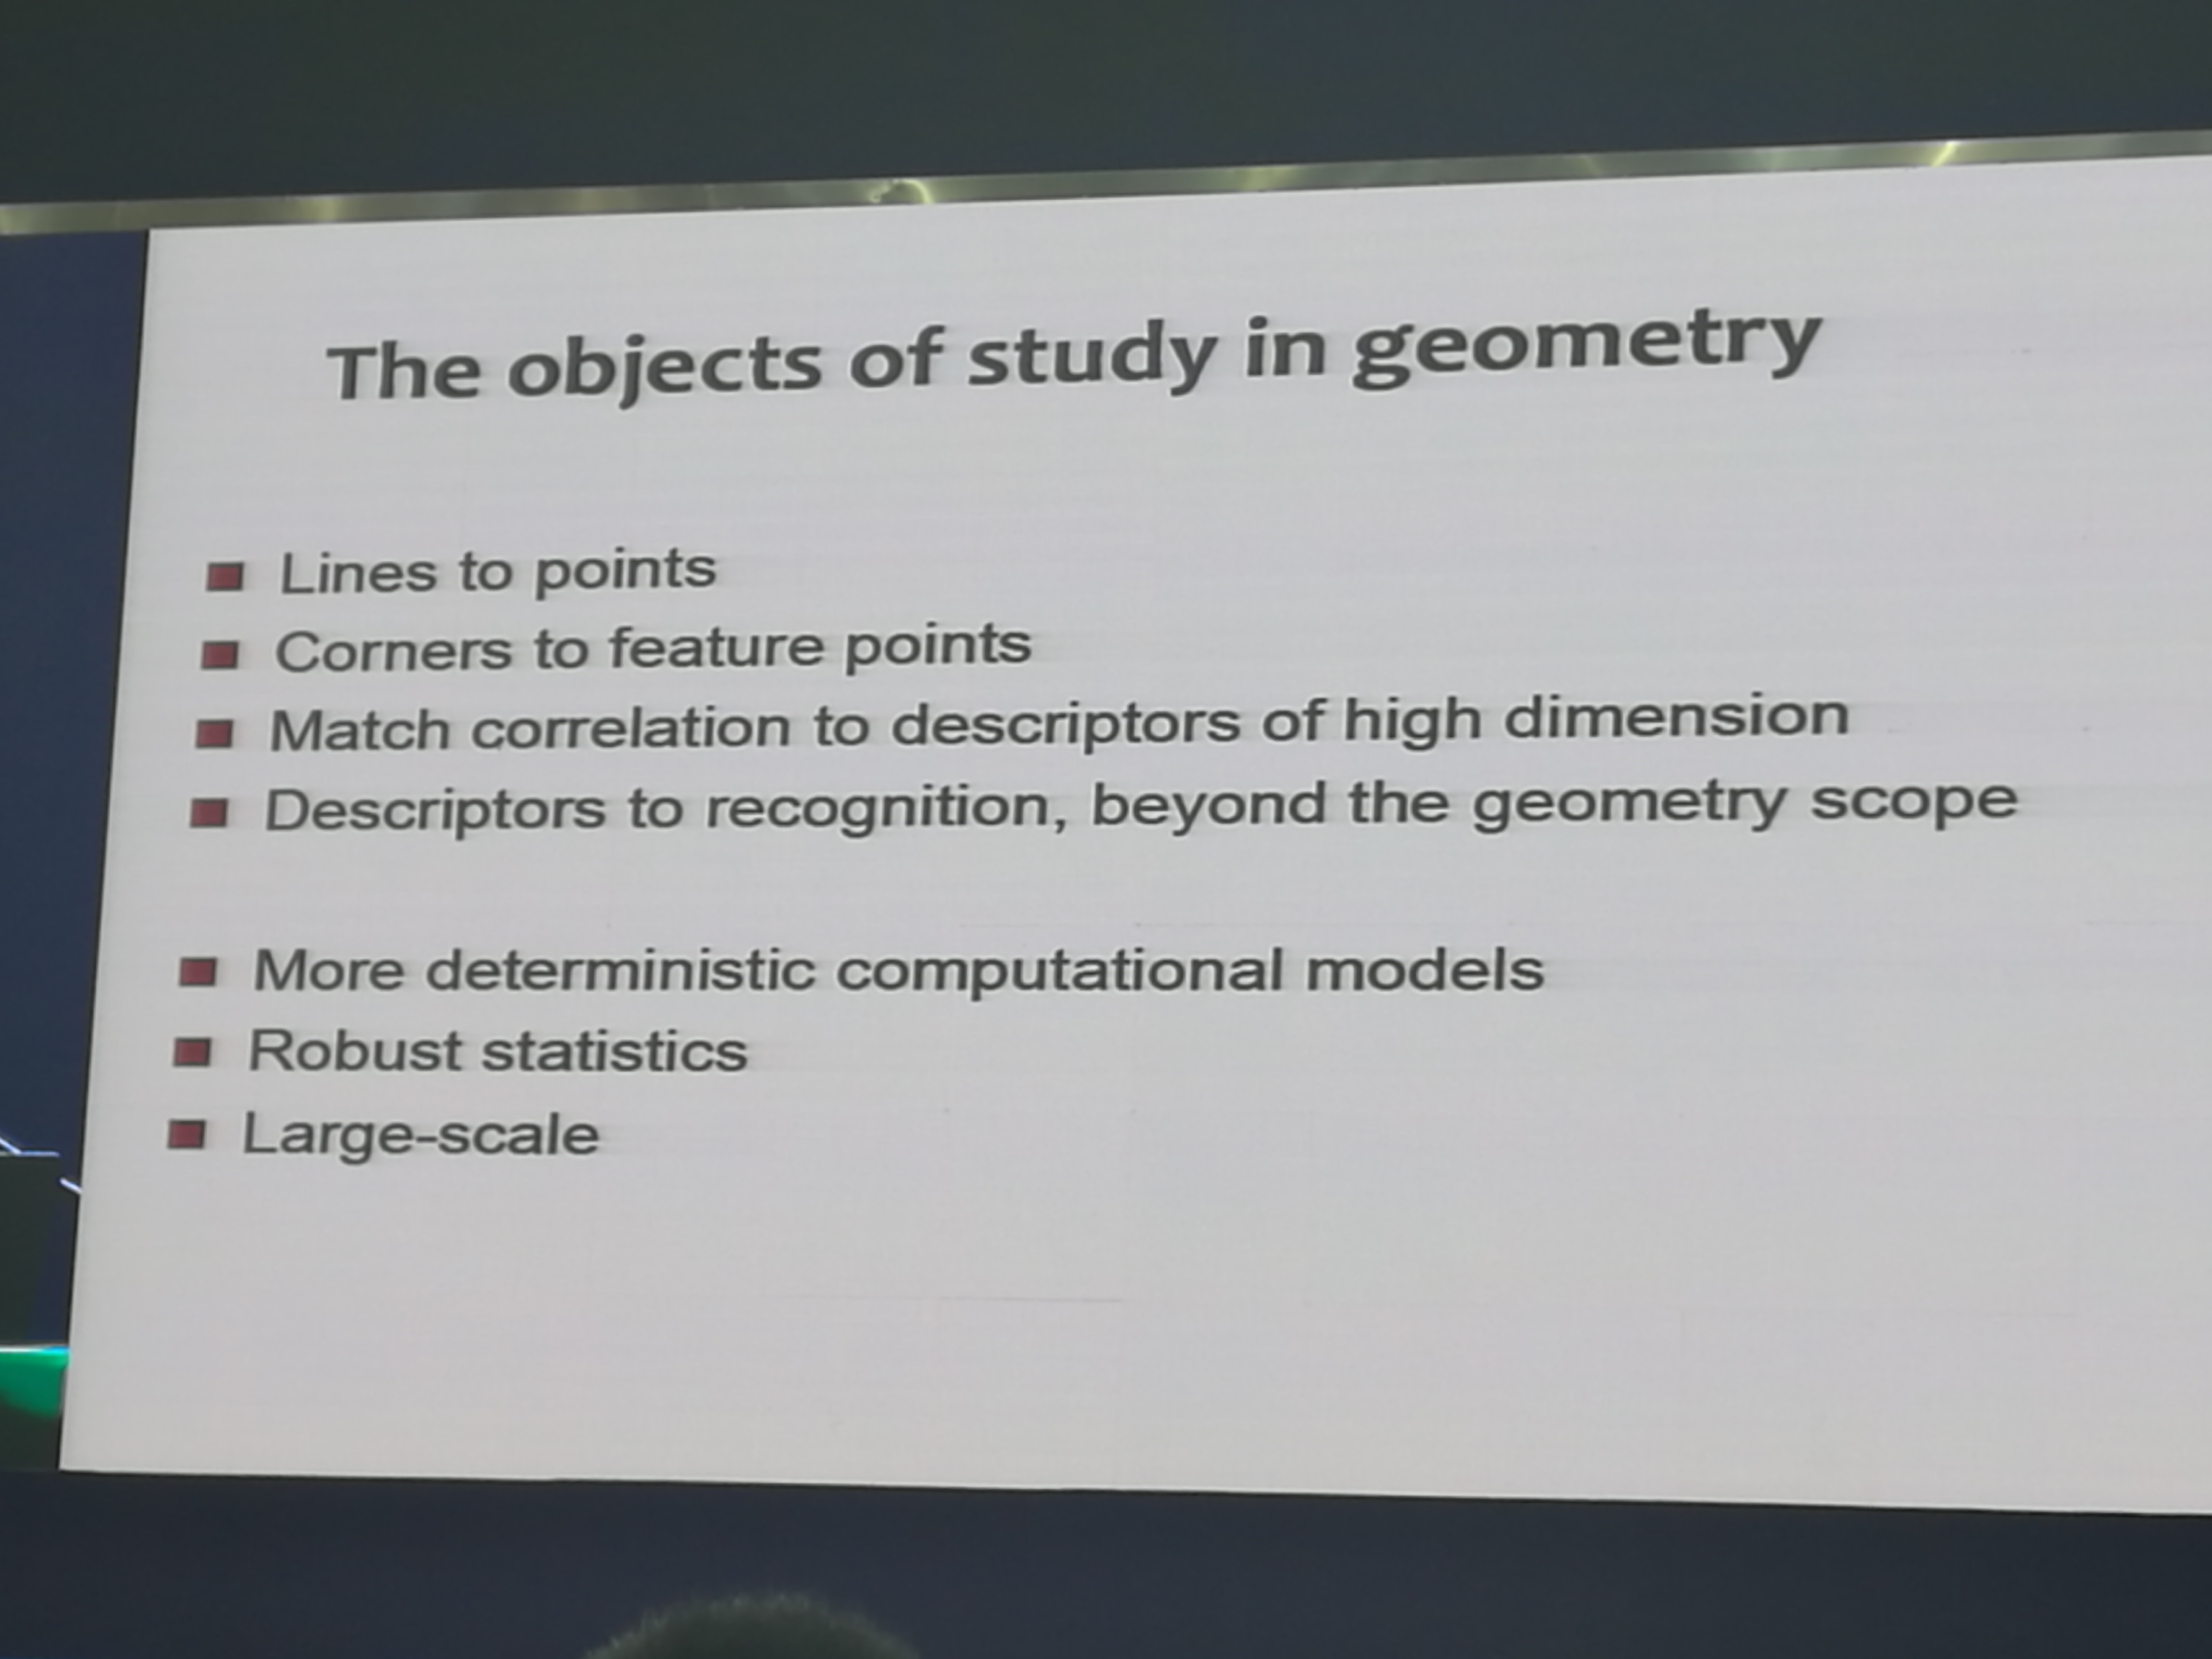 The objects of study in geometry
Lines to points
Corners to feature points
Match correlation to descriptors of high dimension
Descriptors to recognition, beyond the geometry scope
More deterministic computational models
Robust statistics
Large-scale